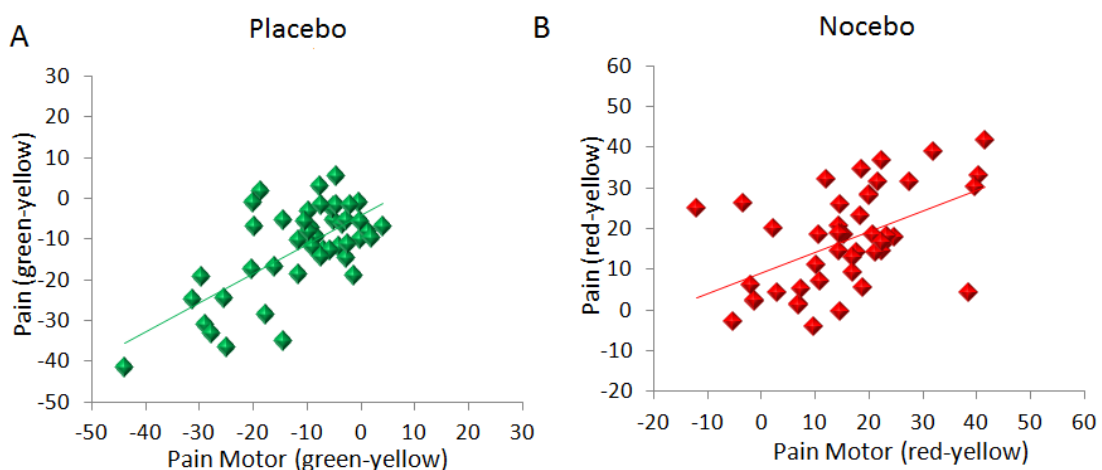 A
Placebo
Pain (green-yellow)
30
20
10
0
-10
-20
-30
-40
-50
-50 -40 -30 -20 -10 0 10 20 30
Pain Motor (green-yellow)
B
Nocebo
Pain (red-yellow)
60
50
40
30
20
10
0
-10
-20
-20 -10 0 10 20 30 40 50 60
Pain Motor (red-yellow)